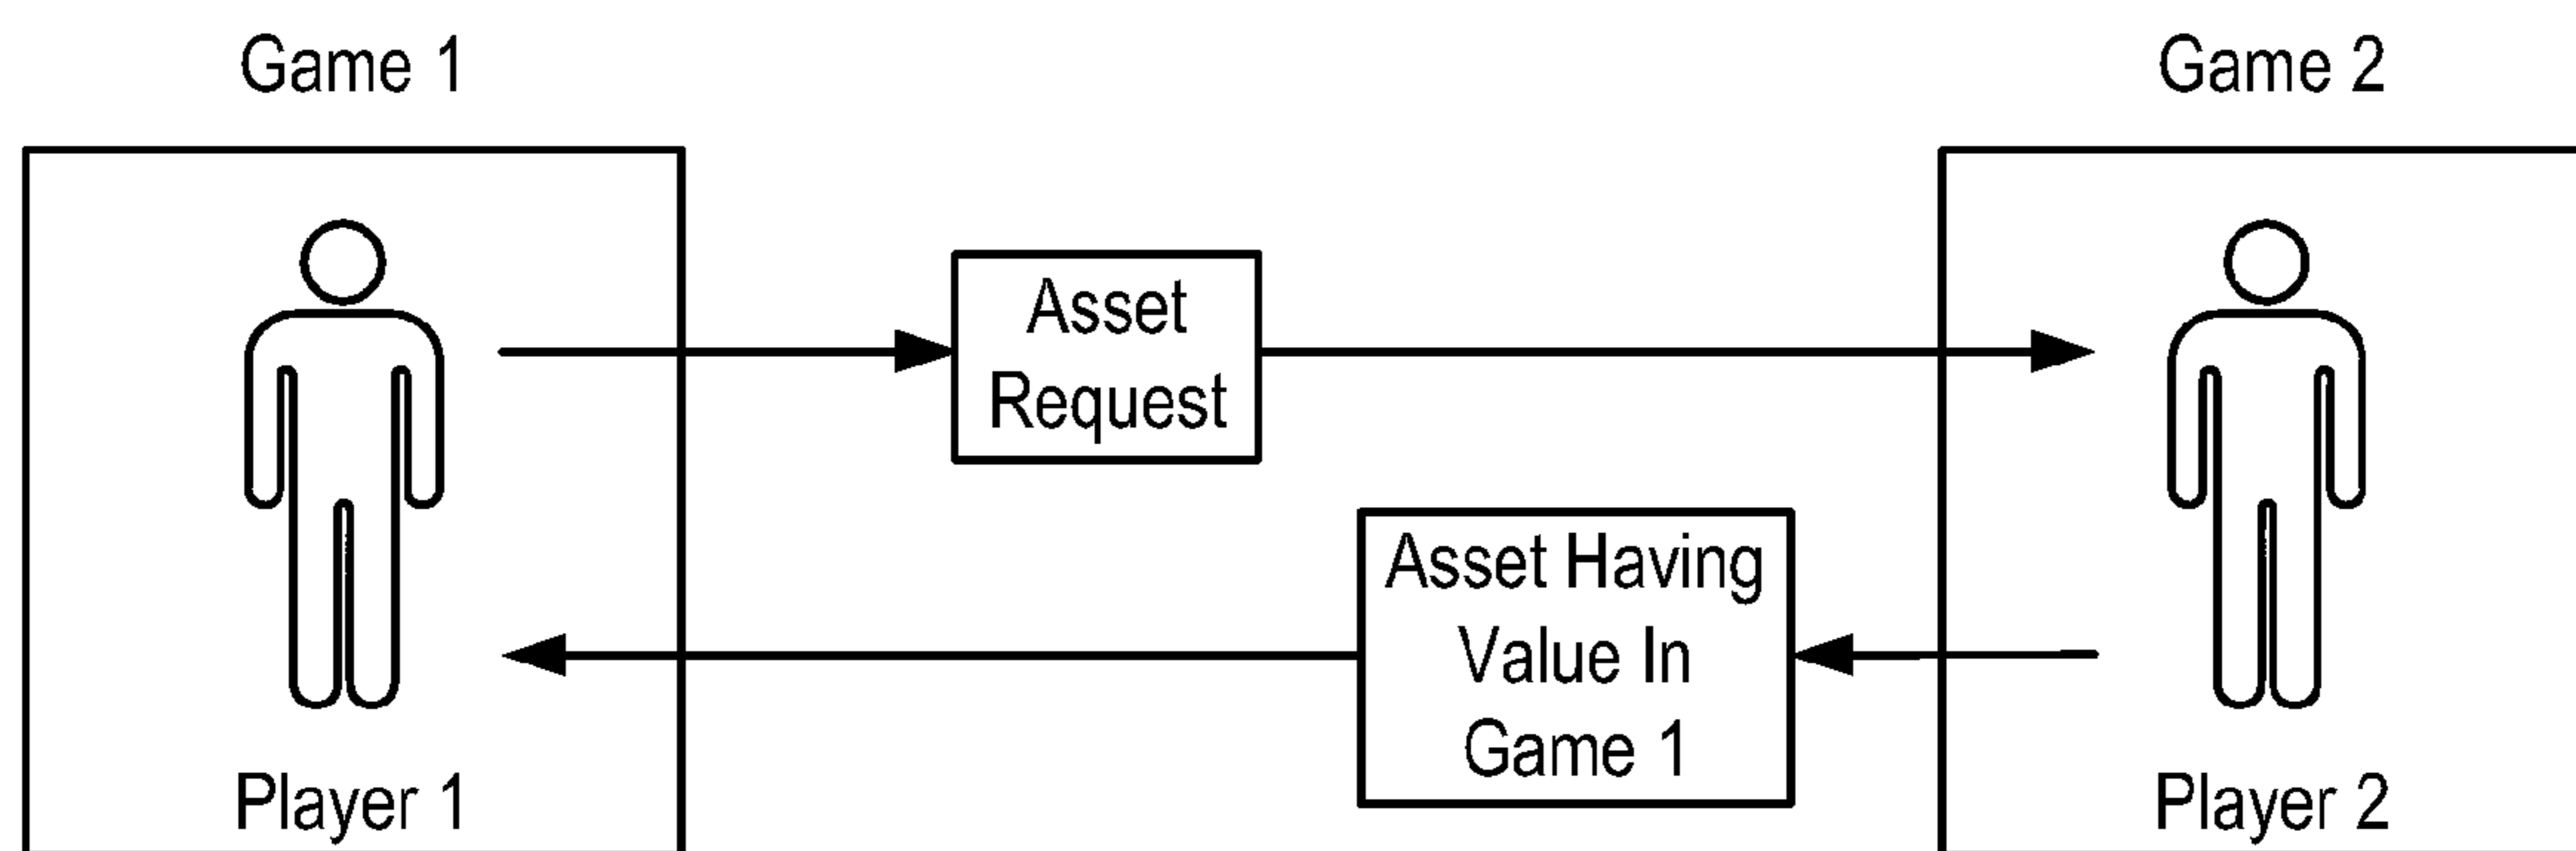 Game 1
Game 2
Asset
Request
Asset Having
Value In
Game 1
Player 1
Player 2